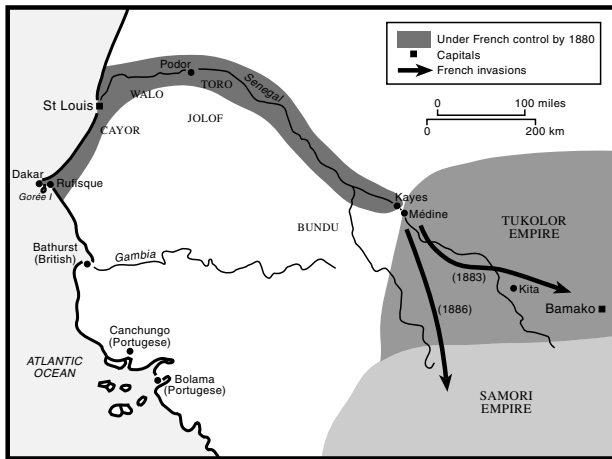 Under French control by 1880
Capitals
French invasions
0 100 miles
0 200 km
Podor
Senegal
TORO
WALO
St Louis
JOLOF
CAYOR
Dakar
Rufisque
Gorée I
Kayes
Médine
BUNDU
TUKOLOR
EMPIRE
Bathurst
(British)
Gambia
(1883)
Kita
(1886)
Bamako
Canchungo
(Portugese)
ATLANTIC
OCEAN
Bolama
(Portugese)
SAMORI
EMPIRE